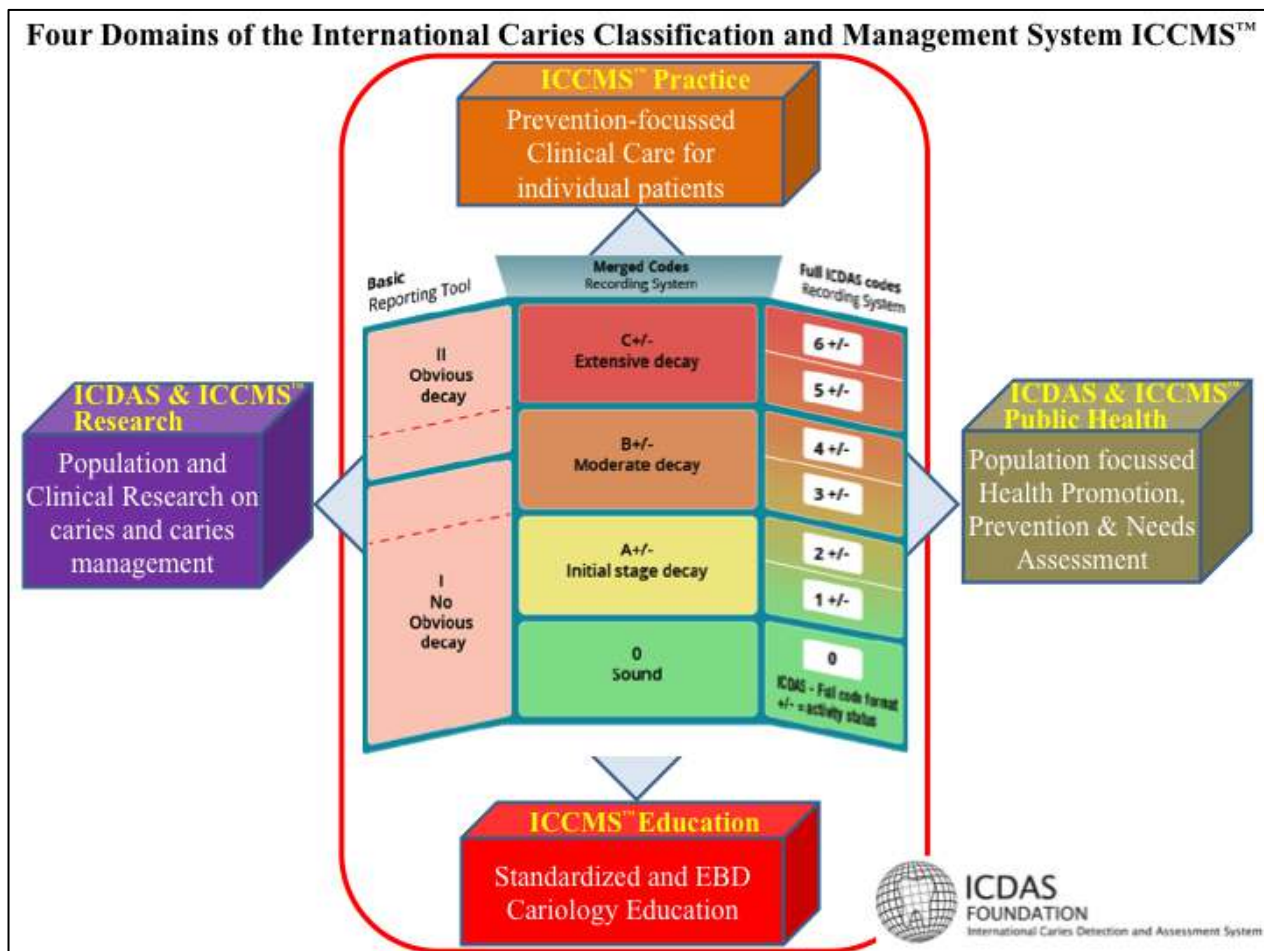 Four Domains of the International Caries Classification and Management System ICCMS™
ICCMS™ Practice
Prevention-focussed
Clinical Care for
individual patients
Basic
Reporting Tool
Merged Codes
Recording System
Full ICDAS codes
Recording System
II
Obvious
decay
I
No
Obvious
decay
C+/-
Extensive decay
B+/-
Moderate decay
A+/-
Initial stage decay
0
Sound
6 +/-
5 +/-
4 +/-
3 +/-
2 +/-
1 +/-
0
ICDAS - Full code format
+/- = activity status
ICDAS & ICCMS™
Research
Population and
Clinical Research on
caries and caries
management
ICDAS & ICCMS™
Public Health
Population focussed
Health Promotion,
Prevention & Needs
Assessment
ICCMS™ Education
Standardized and EBD
Cariology Education
ICDAS
FOUNDATION
International Caries Detection and Assessment System